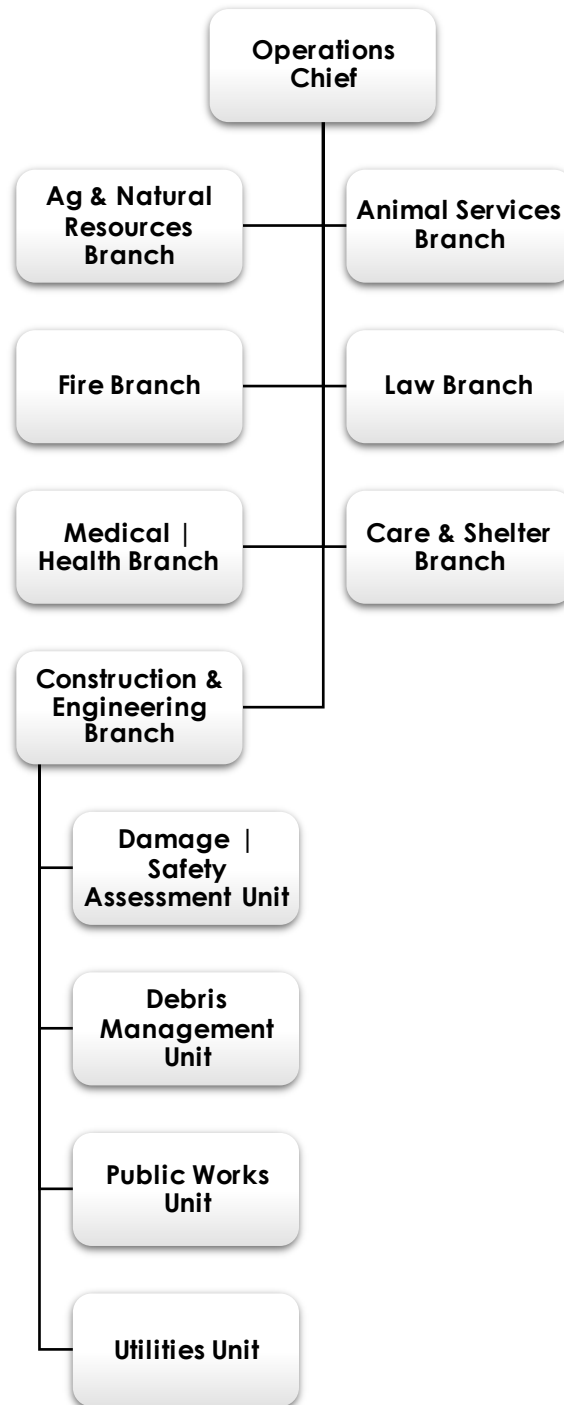 Operations
Chief
Ag & Natural
Resources
Branch
Animal Services
Branch
Fire Branch
Law Branch
Medical |
Health Branch
Care & Shelter
Branch
Construction &
Engineering
Branch
Damage |
Safety
Assessment Unit
Debris
Management
Unit
Public Works
Unit
Utilities Unit